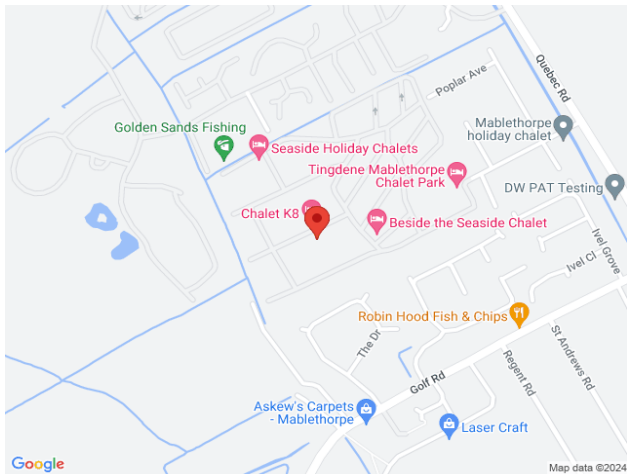 Quebec Rd
Poplar Ave
Golden Sands Fishing
Seaside Holiday Chalets
Mablethorpe
holiday chalet
Tingdene Mablethorpe
Chalet Park
DW PAT Testing
Chalet K8
Beside the Seaside Chalet
Ivel Grove
Ivel Cl
Robin Hood Fish & Chips
The Dr
St Andrews Rd
Regent Rd
Golf Rd
Askew's Carpets
- Mablethorpe
Laser Craft
Google
Map data ©2024